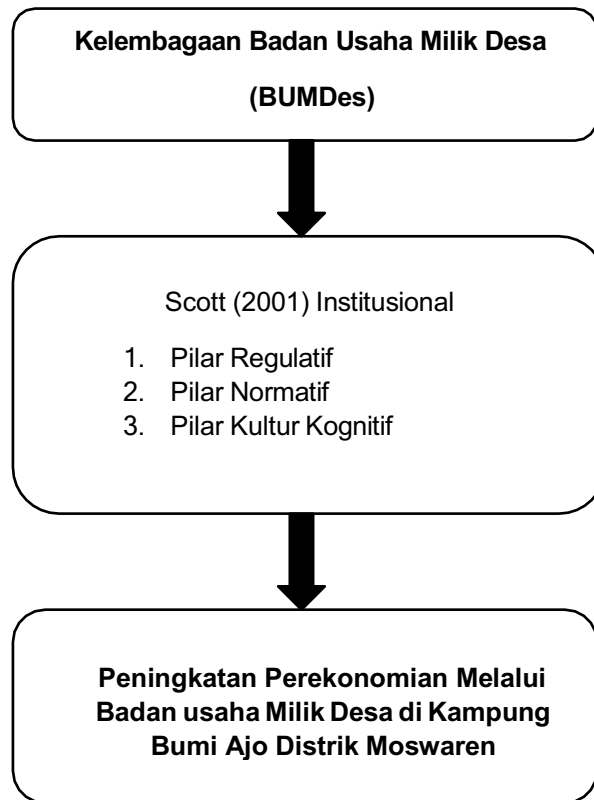 Kelembagaan Badan Usaha Milik Desa
(BUMDes)
Scott (2001) Institusional
1. Pilar Regulatif
2. Pilar Normatif
3. Pilar Kultur Kognitif
Peningkatan Perekonomian Melalui
Badan usaha Milik Desa di Kampung
Bumi Ajo Distrik Moswaren